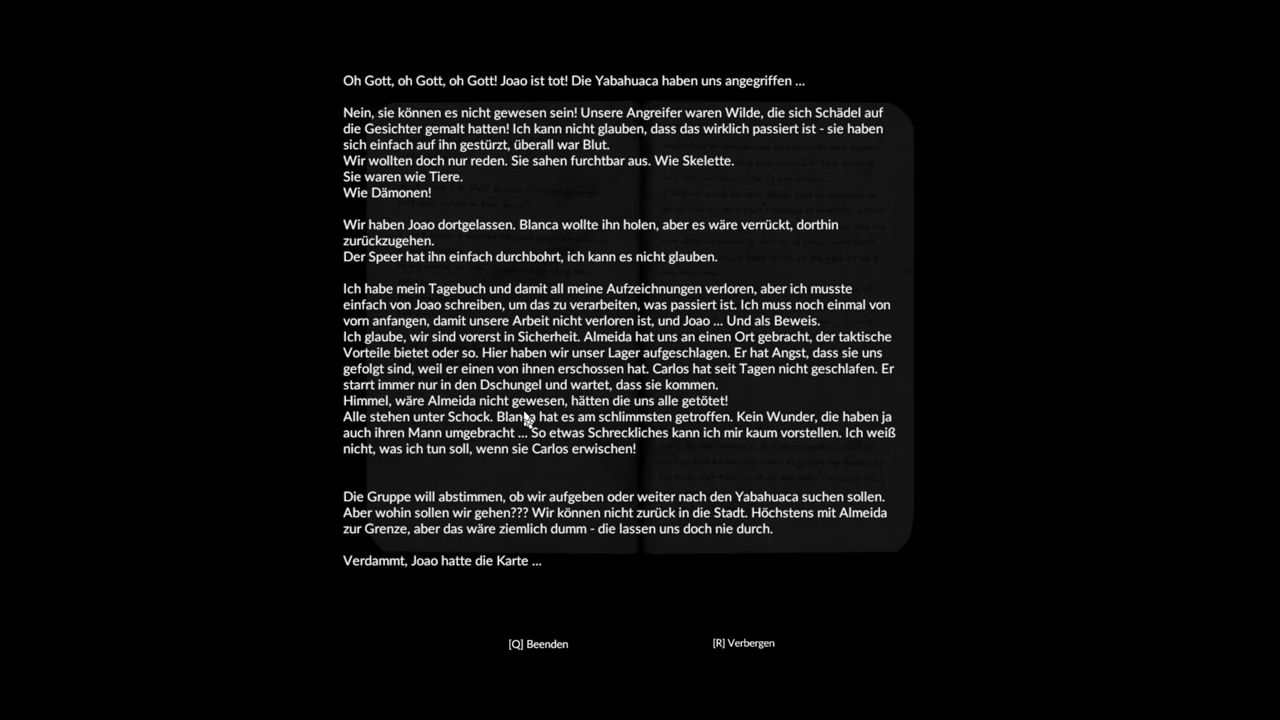 Oh Gott, oh Gott, oh Gott! Joao ist tot! Die Yabahuaca haben uns angegriffen ...
Nein, sie können es nicht gewesen sein! Unsere Angreifer waren Wilde, die sich Schädel auf
die Gesichter gemalt hatten! Ich kann nicht glauben, dass das wirklich passiert ist - sie haben
sich einfach auf ihn gestürzt, überall war Blut.
Wir wollten doch nur reden. Sie sahen furchtbar aus. Wie Skelette.
Sie waren wie Tiere.
Wie Dämonen!
Wir haben Joao dortgelassen. Blanca wollte ihn holen, aber es wäre verrückt, dorthin
zurückzugehen.
Der Speer hat ihn einfach durchbohrt, ich kann es nicht glauben.
Ich habe mein Tagebuch und damit all meine Aufzeichnungen verloren, aber ich musste
einfach von Joao schreiben, um das zu verarbeiten, was passiert ist. Ich muss noch einmal von
vorn anfangen, damit unsere Arbeit nicht verloren ist, und Joao ... Und als Beweis.
Ich glaube, wir sind vorerst in Sicherheit. Almeida hat uns an einen Ort gebracht, der taktische
Vorteile bietet oder so. Hier haben wir unser Lager aufgeschlagen. Er hat Angst, dass sie uns
gefolgt sind, weil er einen von ihnen erschossen hat. Carlos hat seit Tagen nicht geschlafen. Er
starrt immer nur in den Dschungel und wartet, dass sie kommen.
Himmel, wäre Almeida nicht gewesen, hätten die uns alle getötet!
Alle stehen unter Schock. Blanca hat es am schlimmsten getroffen. Kein Wunder, die haben ja
auch ihren Mann umgebracht ... So etwas Schreckliches kann ich mir kaum vorstellen. Ich weiß
nicht, was ich tun soll, wenn sie Carlos erwischen!
Die Gruppe will abstimmen, ob wir aufgeben oder weiter nach den Yabahuaca suchen sollen.
Aber wohin sollen wir gehen??? Wir können nicht zurück in die Stadt. Höchstens mit Almeida
zur Grenze, aber das wäre ziemlich dumm - die lassen uns doch nie durch.
Verdammt, Joao hatte die Karte ...
[Q] Beenden
[R] Verbergen